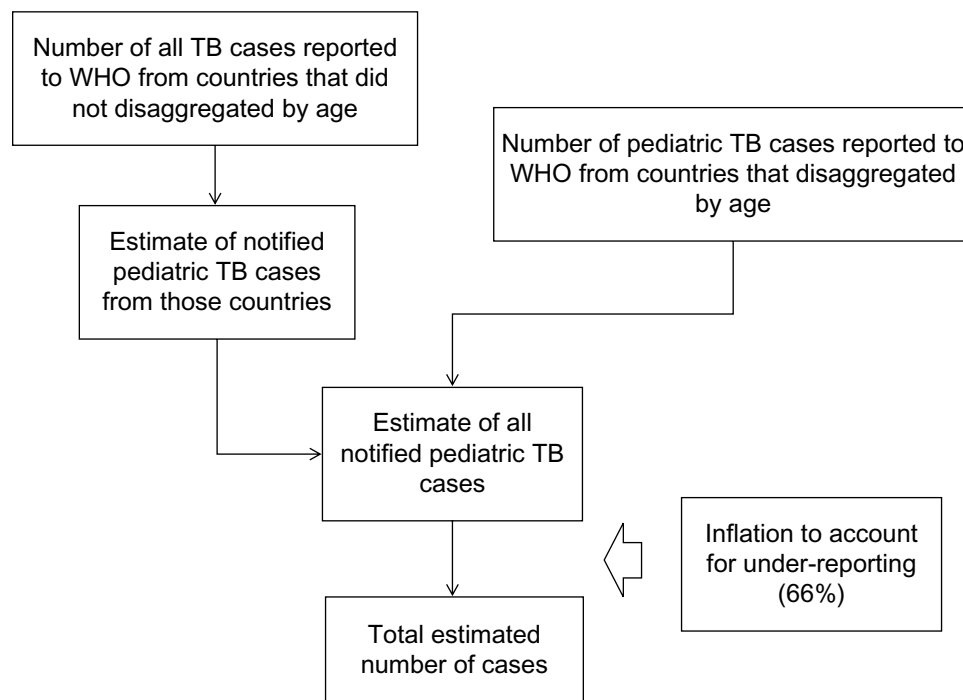 Number of all TB cases reported
to WHO from countries that did
not disaggregated by age
Number of pediatric TB cases reported to
WHO from countries that disaggregated
by age
Estimate of notified
pediatric TB cases
from those countries
Estimate of all
notified pediatric TB
cases
Inflation to account
for under-reporting
(66%)
Total estimated
number of cases